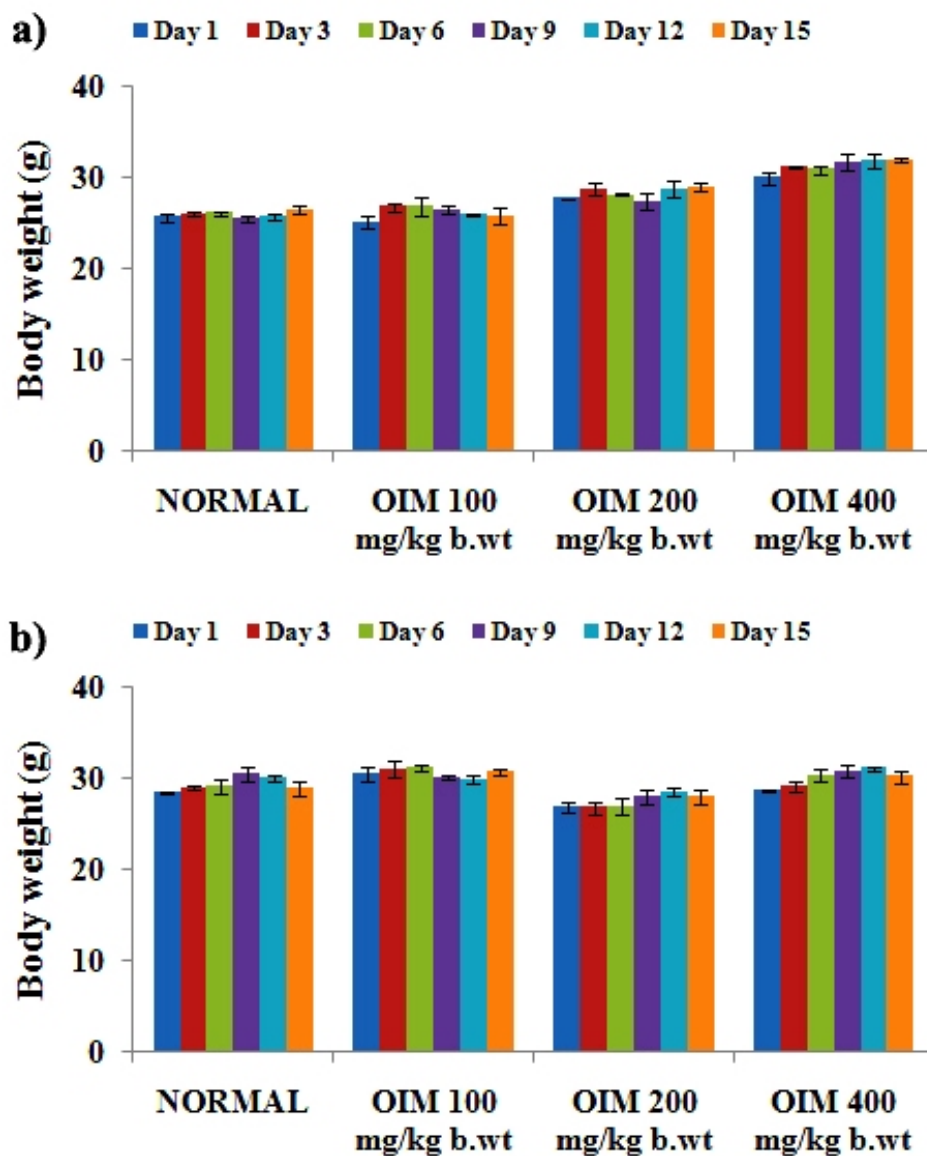 a)
Day 1 Day 3 Day 6 Day 9 Day 12 Day 15
Body weight (g)
40
30
20
10
0
NORMAL OIM 100 OIM 200 OIM 400
mg/kg b.wt mg/kg b.wt mg/kg b.wt
b)
Day 1 Day 3 Day 6 Day 9 Day 12 Day 15
Body weight (g)
40
30
20
10
0
NORMAL OIM 100 OIM 200 OIM 400
mg/kg b.wt mg/kg b.wt mg/kg b.wt